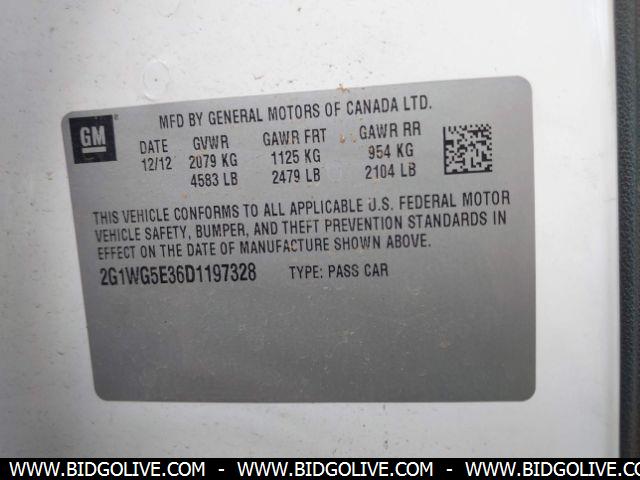 GM
MFD BY GENERAL MOTORS OF CANADA LTD.
DATE GVWR GAWR FRT GAWR RR
12/12 2079 KG 1125 KG 954 KG
4583 LB 2479 LB 2104 LB
THIS VEHICLE CONFORMS TO ALL APPLICABLE U.S. FEDERAL MOTOR
VEHICLE SAFETY, BUMPER, AND THEFT PREVENTION STANDARDS IN
EFFECT ON THE DATE OF MANUFACTURE SHOWN ABOVE.
2G1WG5E36D1197328 TYPE: PASS CAR
WWW.BIDGOLIVE.COM - WWW.BIDGOLIVE.COM - WWW.BIDGOLIVE.COM